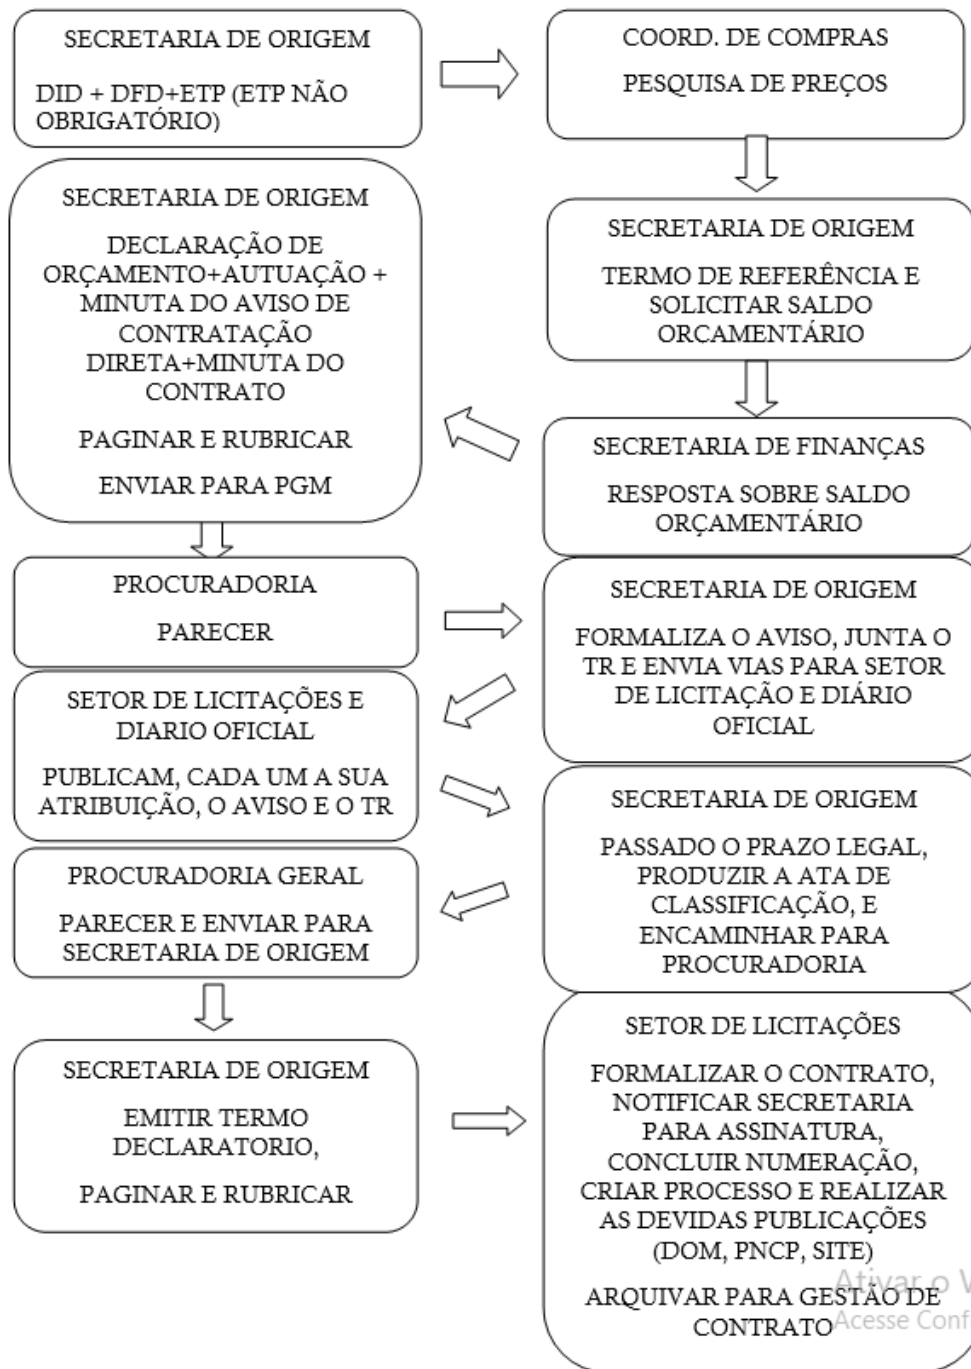 SECRETARIA DE ORIGEM
DID + DFD+ETP (ETP NÃO
OBRIGATÓRIO)
COORD. DE COMPRAS
PESQUISA DE PREÇOS
SECRETARIA DE ORIGEM
TERMO DE REFERÊNCIA E
SOLICITAR SALDO
ORÇAMENTÁRIO
SECRETARIA DE FINANÇAS
RESPOSTA SOBRE SALDO
ORÇAMENTÁRIO
SECRETARIA DE ORIGEM
DECLARAÇÃO DE
ORÇAMENTO+AUTUAÇÃO +
MINUTA DO AVISO DE
CONTRATAÇÃO
DIRETA+MINUTA DO
CONTRATO
PAGINAR E RUBRICAR
ENVIAR PARA PGM
PROCURADORIA
PARECER
SECRETARIA DE ORIGEM
FORMALIZA O AVISO, JUNTA O
TR E ENVIA VIAS PARA SETOR
DE LICITAÇÃO E DIÁRIO
OFICIAL
SETOR DE LICITAÇÕES E
DIARIO OFICIAL
PUBLICAM, CADA UM A SUA
ATRIBUIÇÃO, O AVISO E O TR
SECRETARIA DE ORIGEM
PASSADO O PRAZO LEGAL,
PRODUZIR A ATA DE
CLASSIFICAÇÃO, E
ENCAMINHAR PARA
PROCURADORIA
PROCURADORIA GERAL
PARECER E ENVIAR PARA
SECRETARIA DE ORIGEM
SECRETARIA DE ORIGEM
EMITIR TERMO
DECLARATORIO,
PAGINAR E RUBRICAR
SETOR DE LICITAÇÕES
FORMALIZAR O CONTRATO,
NOTIFICAR SECRETARIA
PARA ASSINATURA,
CONCLUIR NUMERAÇÃO,
CRIAR PROCESSO E REALIZAR
AS DEVIDAS PUBLICAÇÕES
(DOM, PNCP, SITE)
ARQUIVAR PARA GESTÃO DE
CONTRATO
Ativar o
Acesse